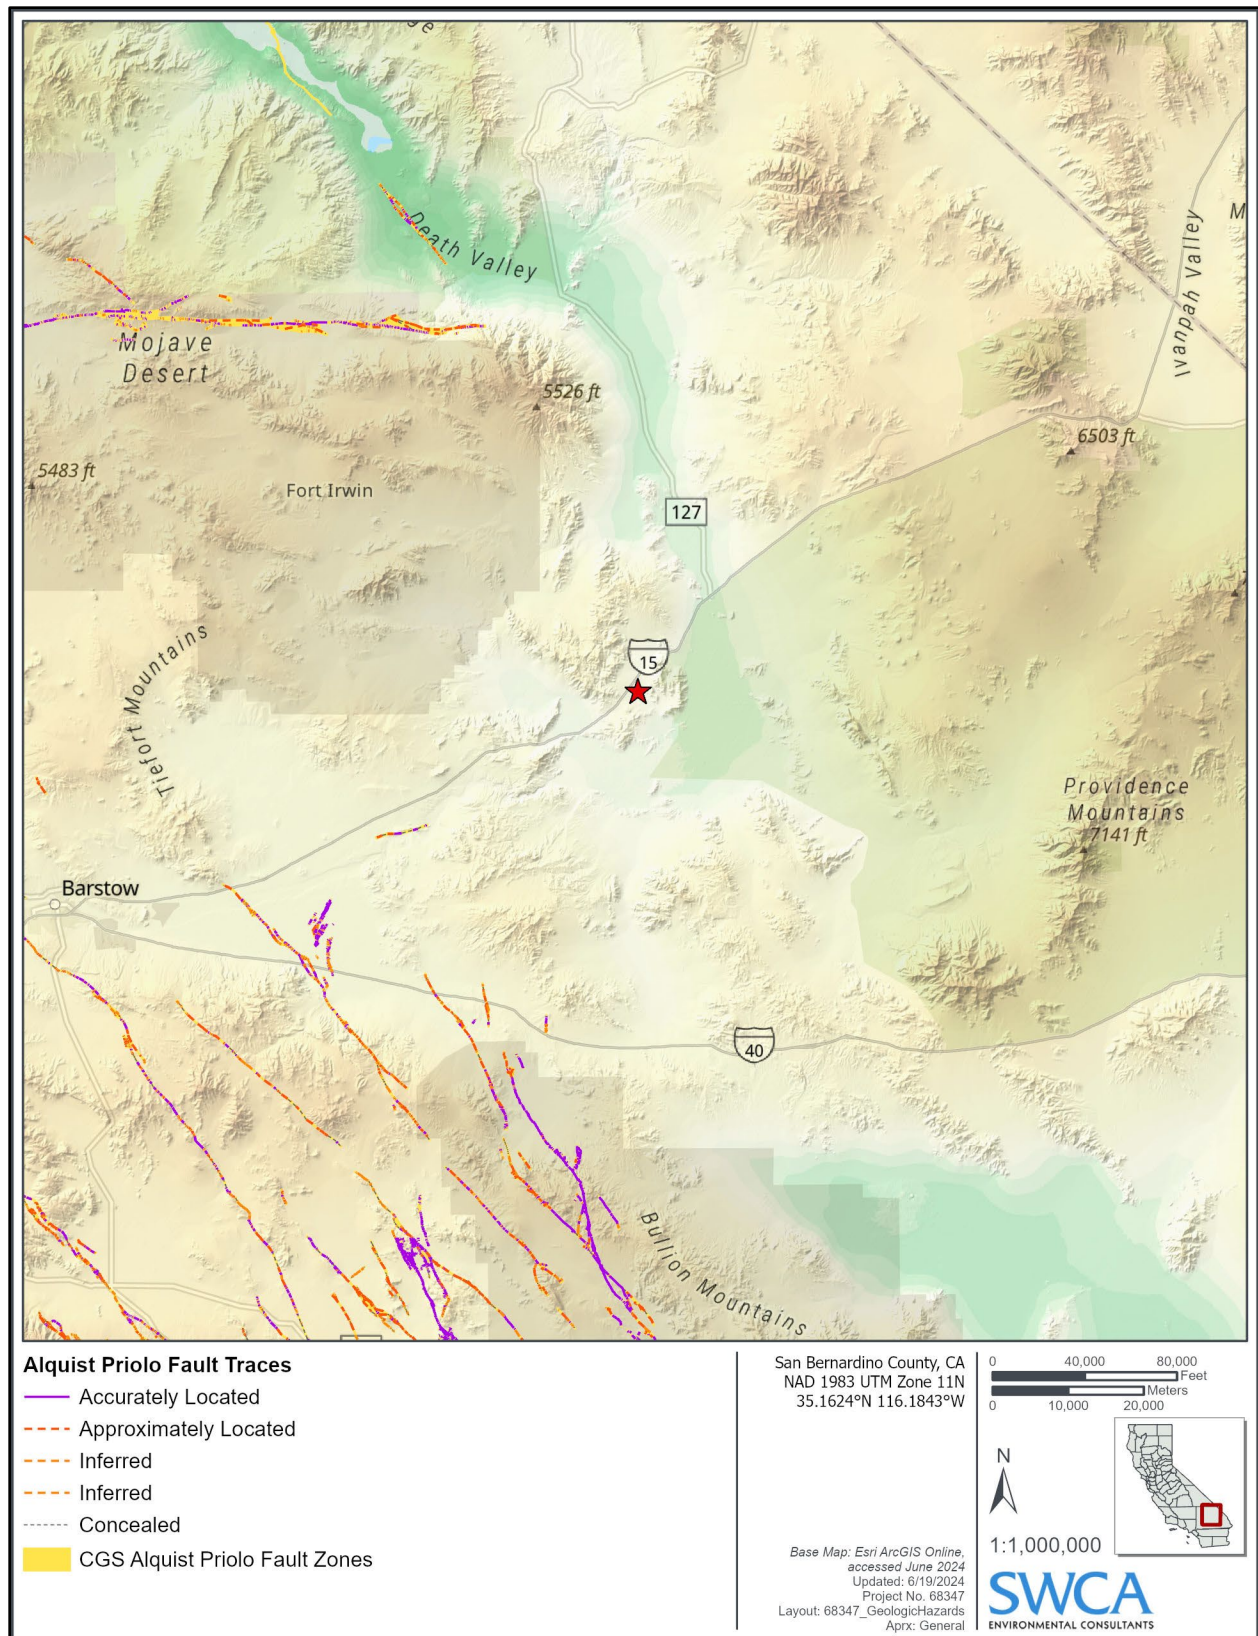 ge
Death Valley
M
Ivanpah Valley
Mojave
Desert
5526 ft
6503 ft
5483 ft
Fort Irwin
127
Tiefort Mountains
15
Providence
Mountains
7141 ft
Barstow
40
Bullion Mountains
Alquist Priolo Fault Traces
Accurately Located
Approximately Located
Inferred
Inferred
Concealed
CGS Alquist Priolo Fault Zones
San Bernardino County, CA
NAD 1983 UTM Zone 11N
35.1624°N 116.1843°W
Base Map: Esri ArcGIS Online,
accessed June 2024
Updated: 6/19/2024
Project No. 68347
Layout: 68347_GeologicHazards
Aprx: General
0 40,000 80,000
Feet
Meters
0 10,000 20,000
N
1:1,000,000
SWCA
ENVIRONMENTAL CONSULTANTS